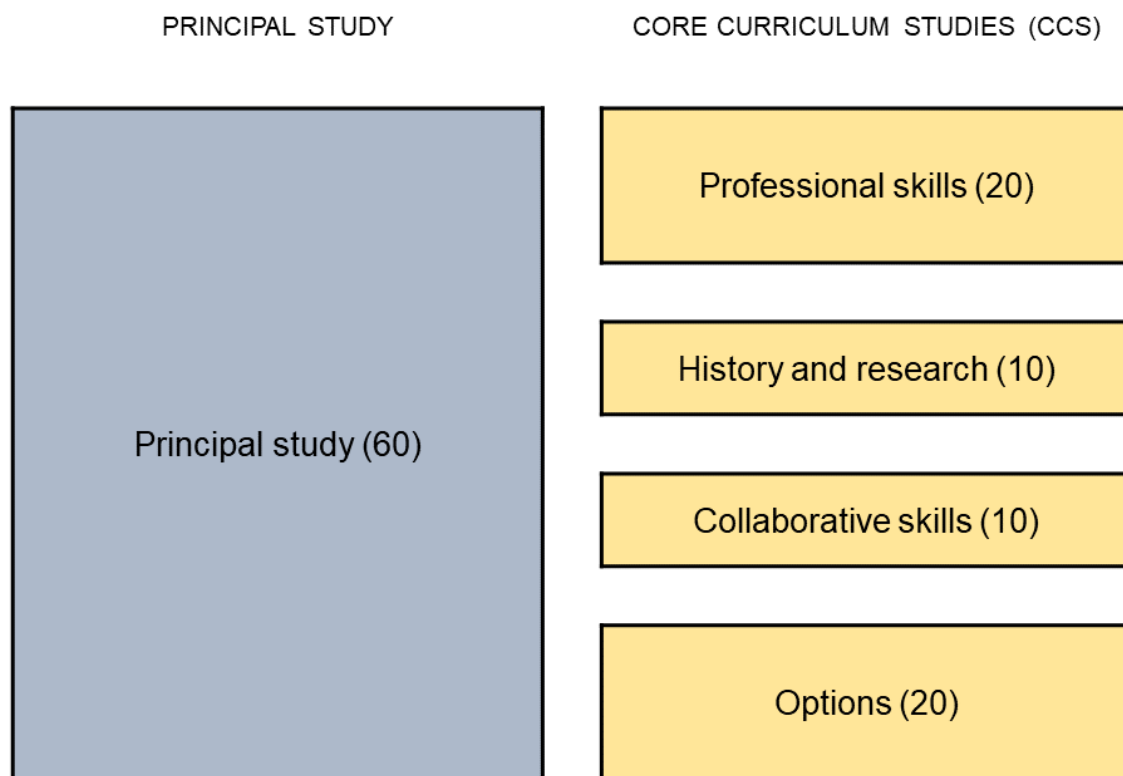 PRINCIPAL STUDY
CORE CURRICULUM STUDIES (CCS)
Principal study (60)
Professional skills (20)
History and research (10)
Collaborative skills (10)
Options (20)